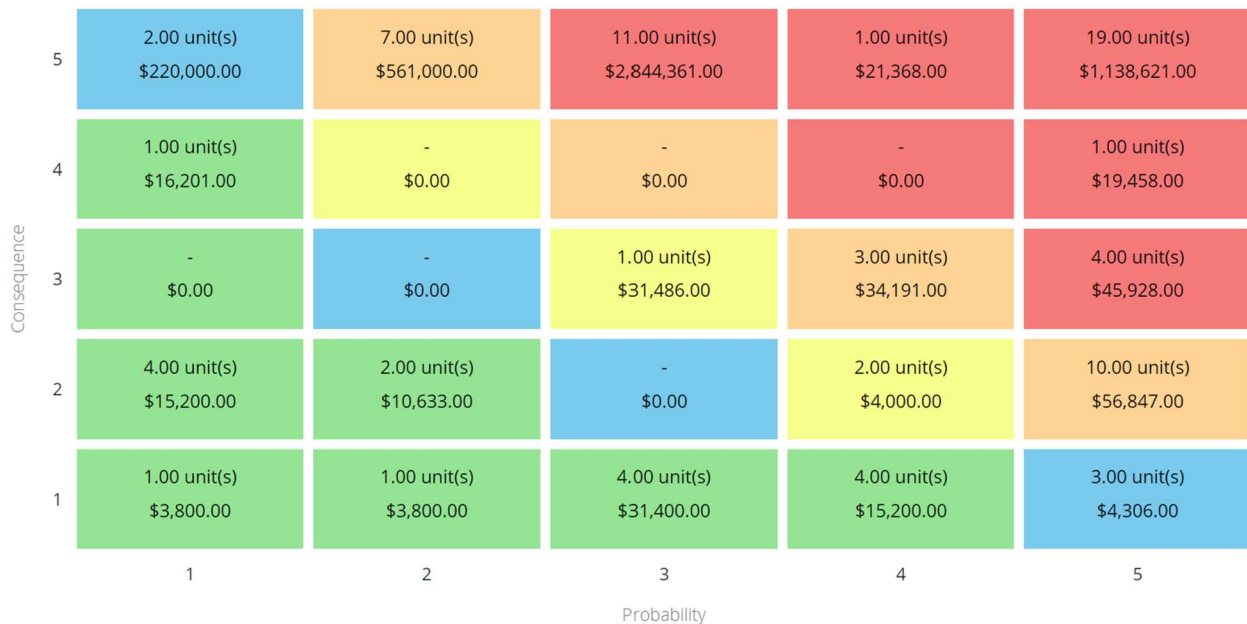 5
2.00 unit(s)
$220,000.00
7.00 unit(s)
$561,000.00
11.00 unit(s)
$2,844,361.00
1.00 unit(s)
$21,368.00
19.00 unit(s)
$1,138,621.00
4
1.00 unit(s)
$16,201.00
-
$0.00
-
$0.00
-
$0.00
1.00 unit(s)
$19,458.00
Consequence
3
-
$0.00
-
$0.00
1.00 unit(s)
$31,486.00
3.00 unit(s)
$34,191.00
4.00 unit(s)
$45,928.00
2
4.00 unit(s)
$15,200.00
2.00 unit(s)
$10,633.00
-
$0.00
2.00 unit(s)
$4,000.00
10.00 unit(s)
$56,847.00
1
1.00 unit(s)
$3,800.00
1.00 unit(s)
$3,800.00
4.00 unit(s)
$31,400.00
4.00 unit(s)
$15,200.00
3.00 unit(s)
$4,306.00
1 2 3 4 5
Probability